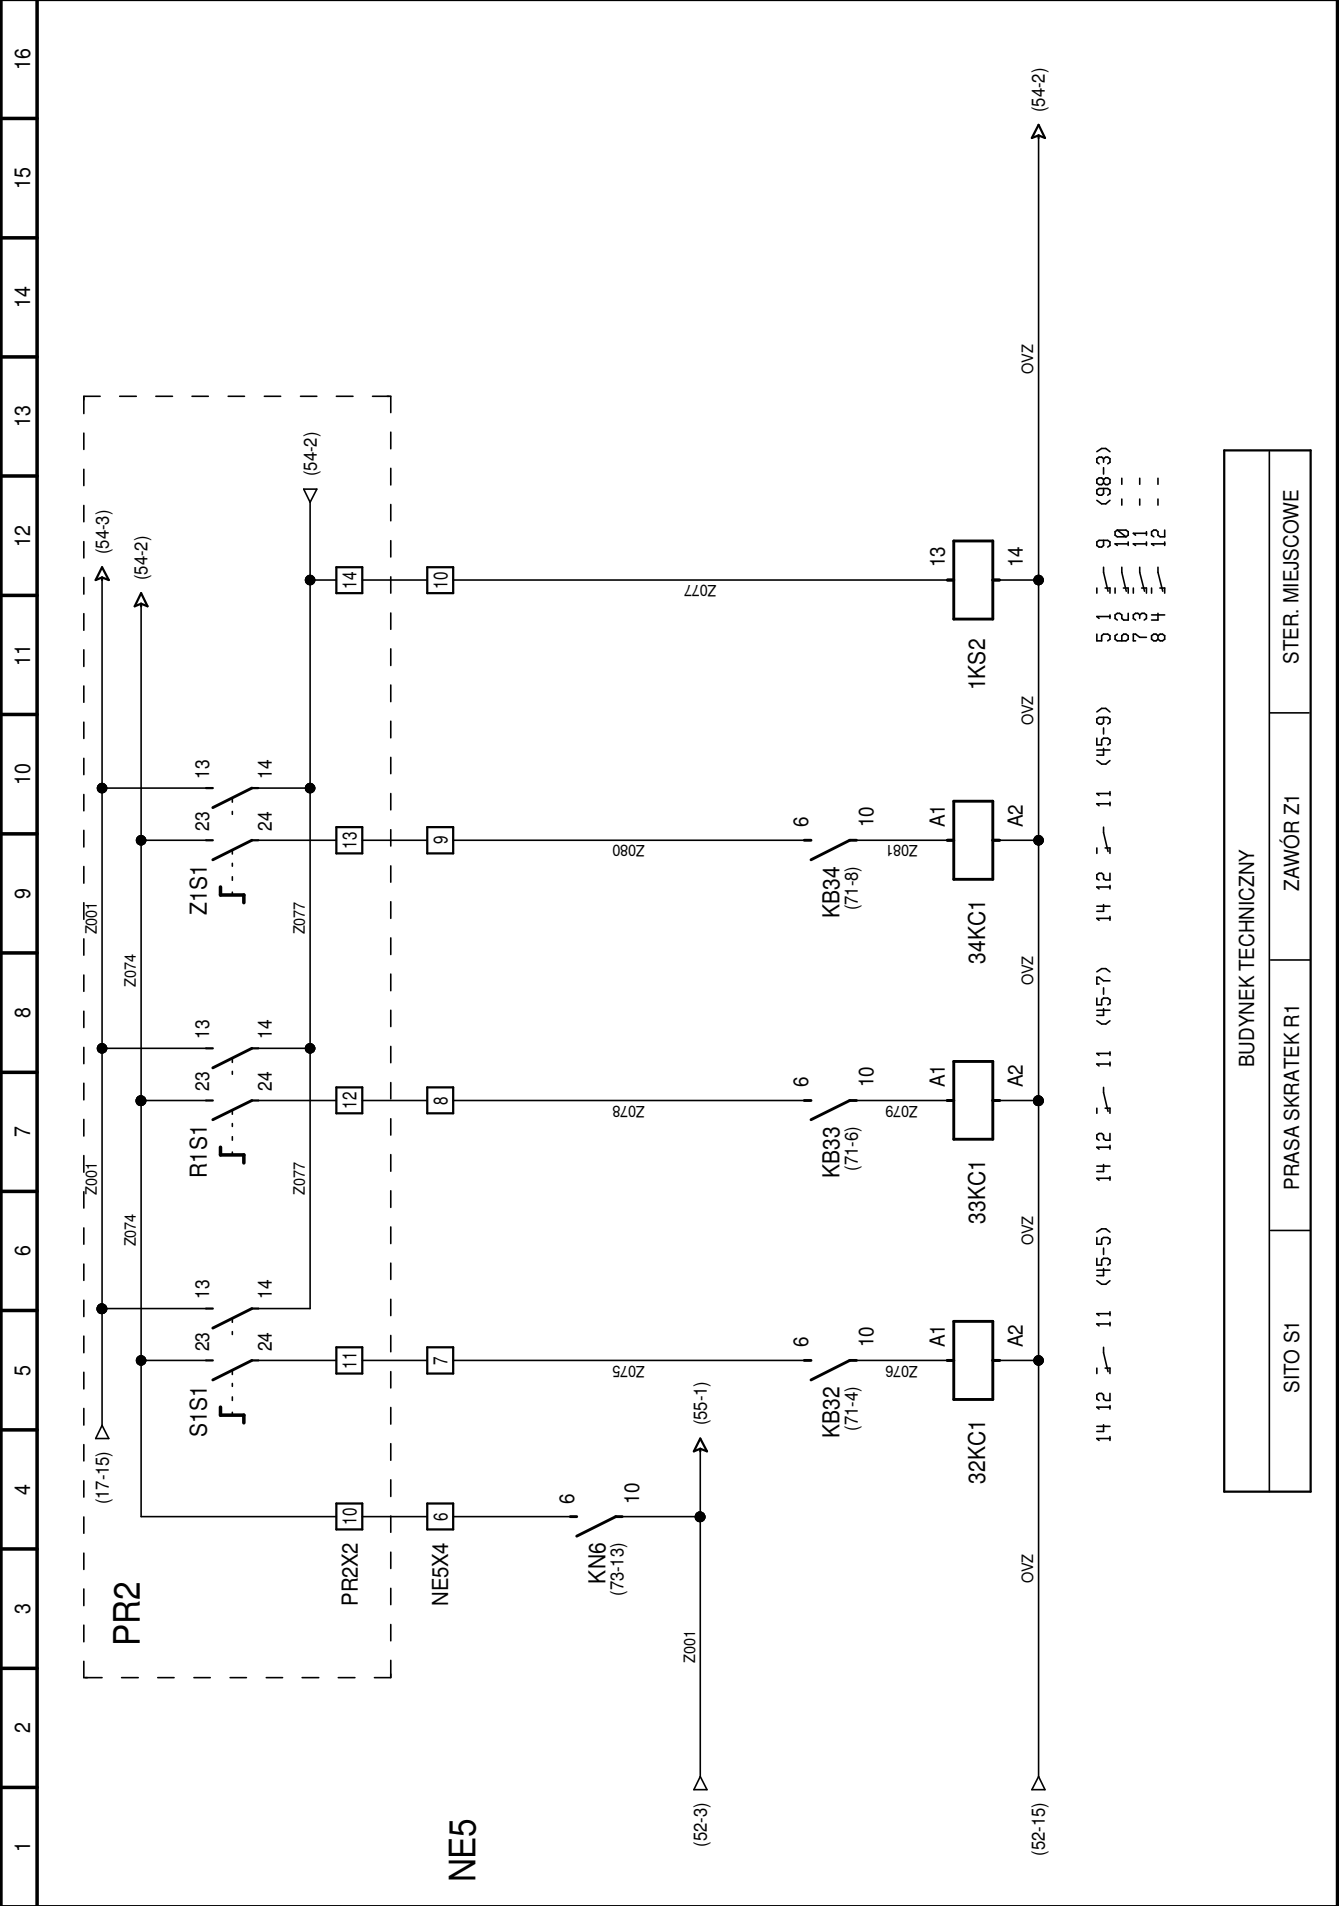 1 2 3 4 5 6 7 8 9 10 11 12 13 14 15 16
PR2
(17-15) Z001 Z001 (54-3)
Z074 Z074 (54-2)
S1S1 23 13 R1S1 23 13 Z1S1 23 13
24 14 24 14 24 14
Z077 Z077 (54-2)
PR2X2 10 11 12 13 14
NE5
NE5X4 6 7 8 9 10
KN6
(73-13)
6
10
Z075 Z078 Z080 Z077
(52-3) Z001 (55-1)
KB32
(71-4)
6
10
KB33
(71-6)
6
10
KB34
(71-8)
6
10
Z076 Z079 Z081
32KC1 A1 A2
33KC1 A1 A2
34KC1 A1 A2
1KS2 13 14
(52-15) OVZ OVZ OVZ OVZ OVZ (54-2)
14 12 11 (45-5)
14 12 11 (45-7)
14 12 11 (45-9)
5 1 9 (98-3)
6 2 10 - -
7 3 11 - -
8 4 12 - -
BUDYNEK TECHNICZNY
SITO S1 PRASA SKRATEK R1 ZAWÓR Z1 STER. MIEJSCOWE